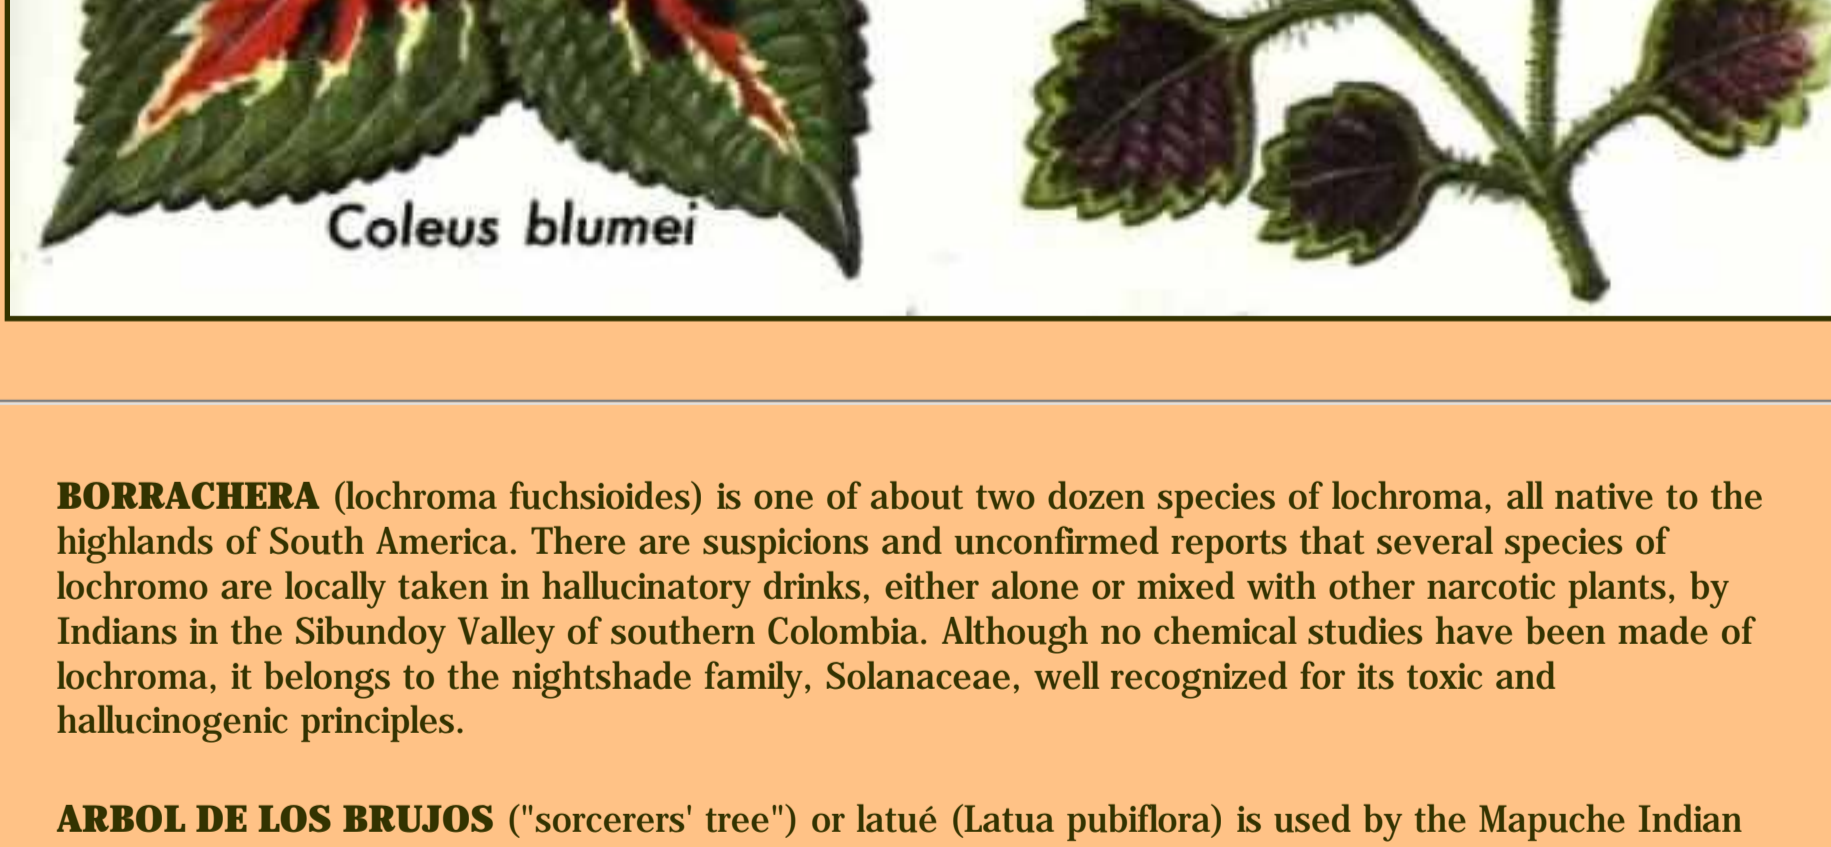 Coleus blumei
BORRACHERA (lochroma fuchsioides) is one of about two dozen species of lochroma, all native to the
highlands of South America. There are suspicions and unconfirmed reports that several species of
lochromo are locally taken in hallucinatory drinks, either alone or mixed with other narcotic plants, by
Indians in the Sibundoy Valley of southern Colombia. Although no chemical studies have been made of
lochroma, it belongs to the nightshade family, Solanaceae, well recognized for its toxic and
hallucinogenic principles.
ARBOL DE LOS BRUJOS ("sorcerers' tree") or latué (Latua pubiflora) is used by the Mapuche Indian